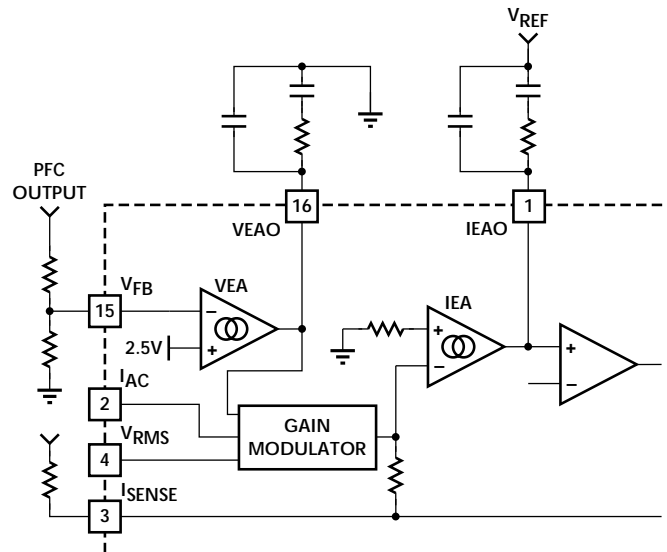 VREF
PFC
OUTPUT
16
1
VEAO
IEAO
VFB
VEA
IEA
15
−
+
2.5V
+
−
+
−
IAC
2
GAIN
MODULATOR
VRMS
4
ISENSE
3